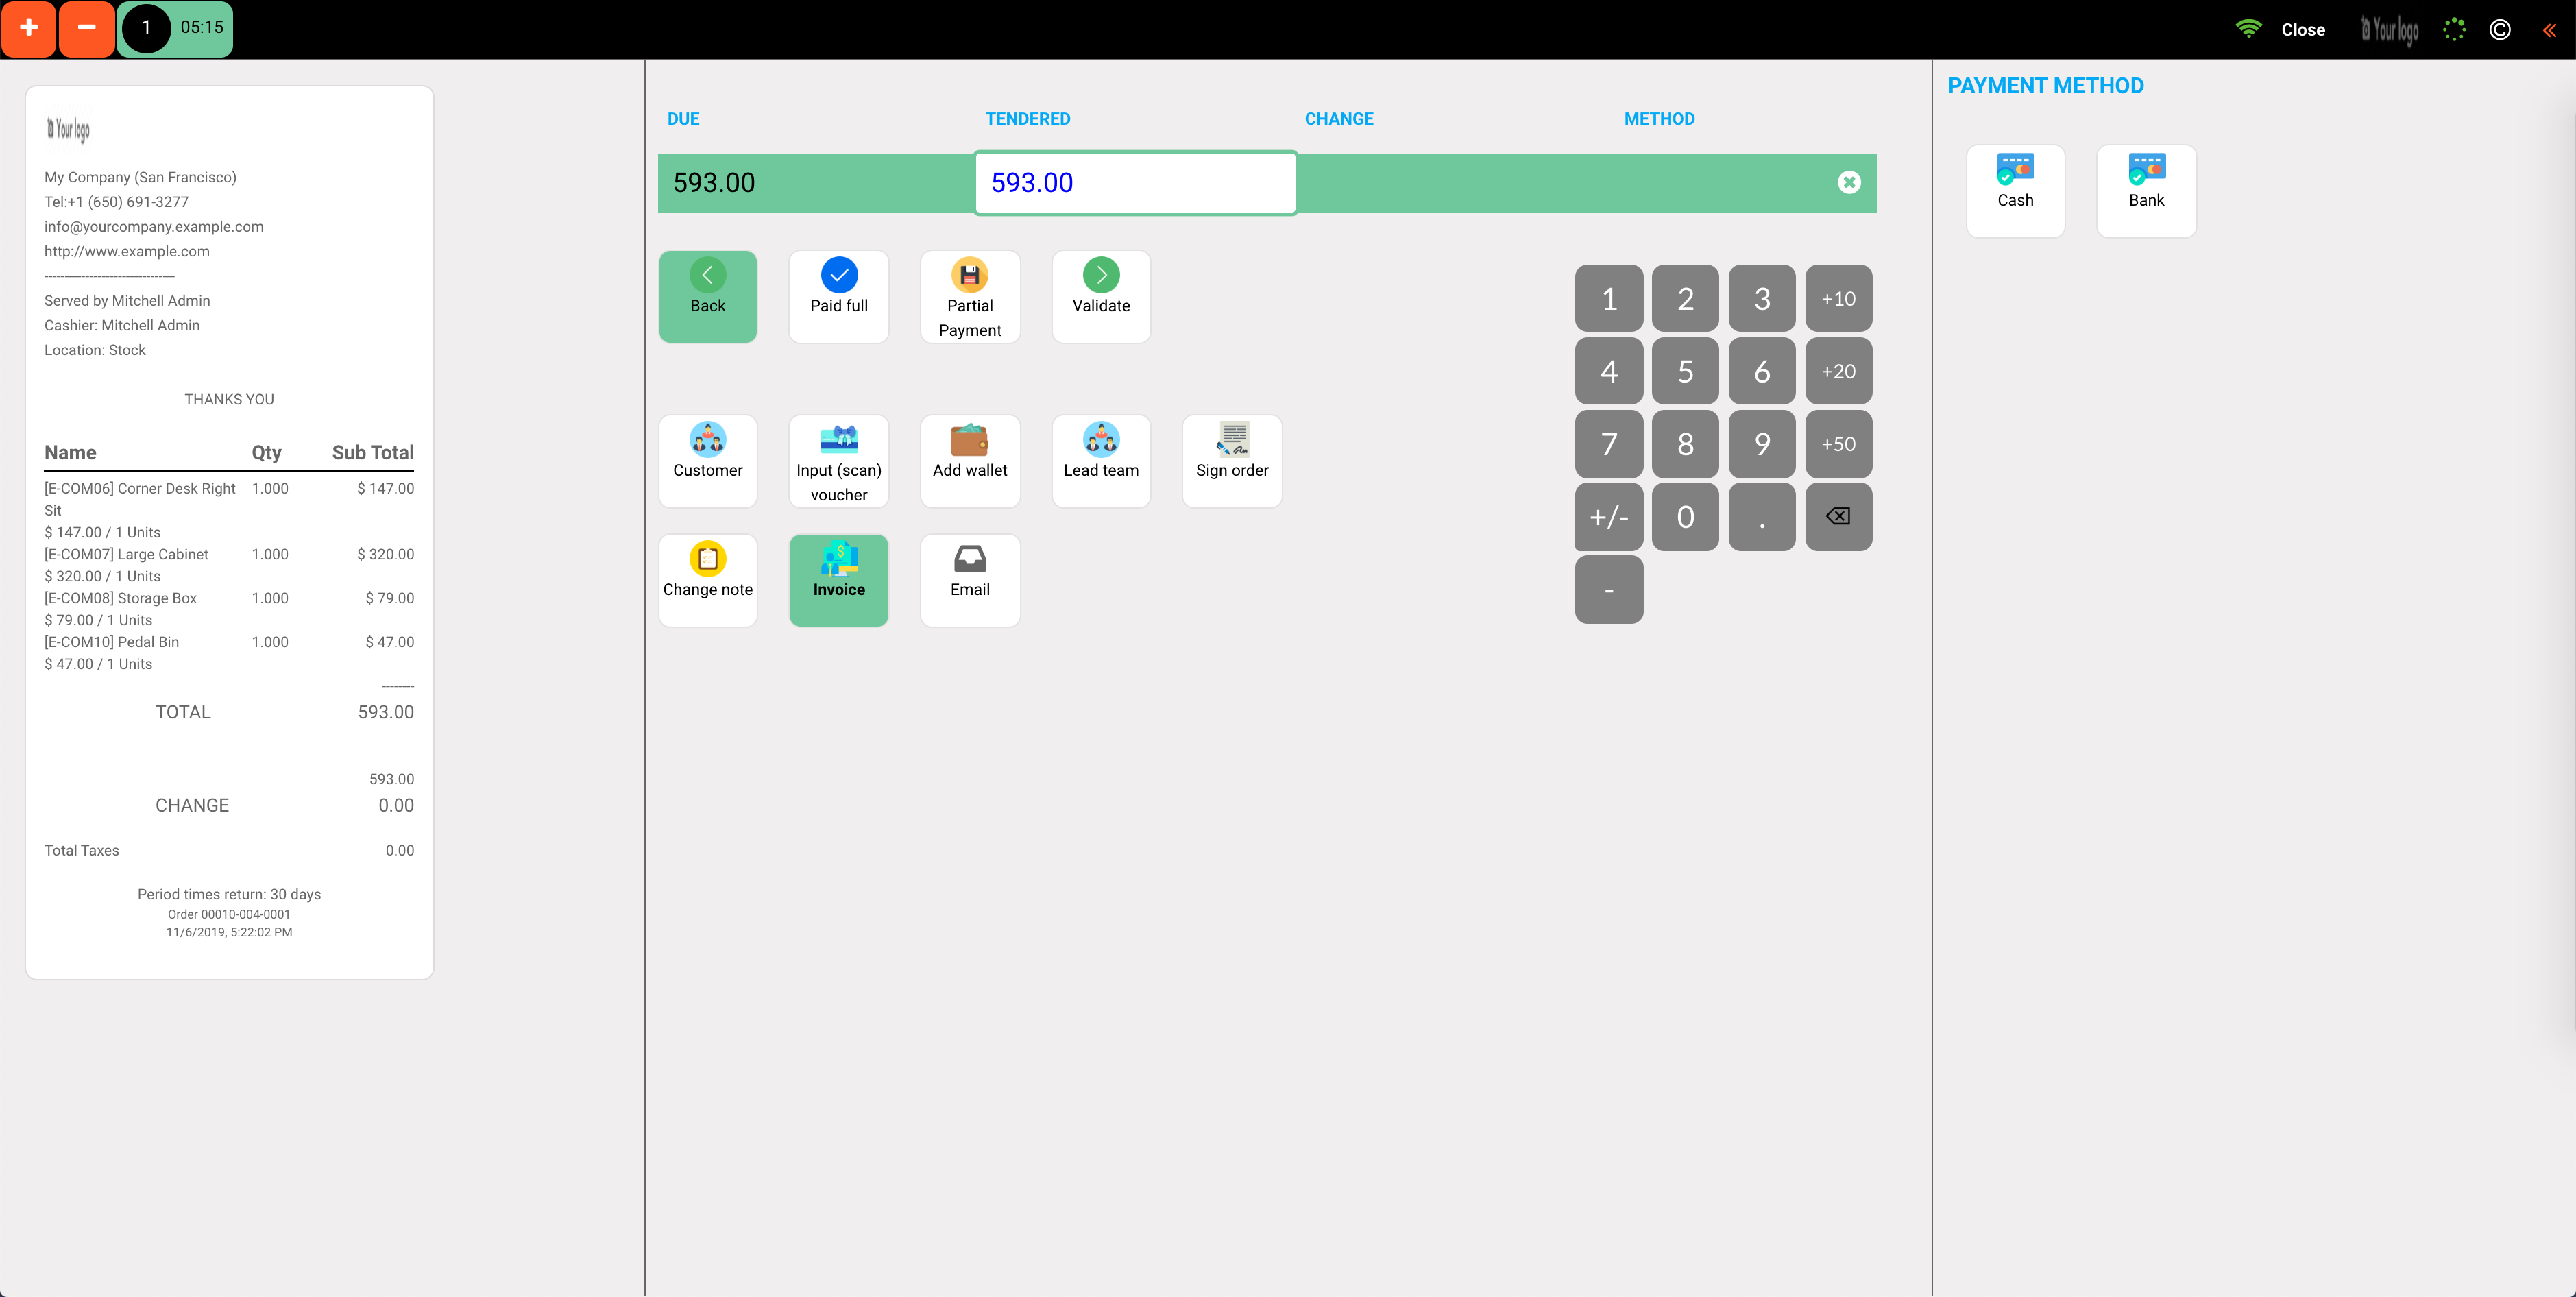 1 05:15
Close
Your logo
Your logo
My Company (San Francisco)
Tel:+1 (650) 691-3277
info@yourcompany.example.com
http://www.example.com
--------------------------------
Served by Mitchell Admin
Cashier: Mitchell Admin
Location: Stock
THANKS YOU
Name Qty Sub Total
[E-COM06] Corner Desk Right 1.000 $ 147.00
Sit
$ 147.00 / 1 Units
[E-COM07] Large Cabinet 1.000 $ 320.00
$ 320.00 / 1 Units
[E-COM08] Storage Box 1.000 $ 79.00
$ 79.00 / 1 Units
[E-COM10] Pedal Bin 1.000 $ 47.00
$ 47.00 / 1 Units
--------
TOTAL 593.00
593.00
CHANGE 0.00
Total Taxes 0.00
Period times return: 30 days
Order 00010-004-0001
11/6/2019, 5:22:02 PM
DUE TENDERED CHANGE METHOD
593.00 593.00
Back
Paid full
Partial
Payment
Validate
Customer
Input (scan)
voucher
Add wallet
Lead team
Sign order
Change note
Invoice
Email
1 2 3 +10
4 5 6 +20
7 8 9 +50
+/- 0 .
-
PAYMENT METHOD
Cash
Bank